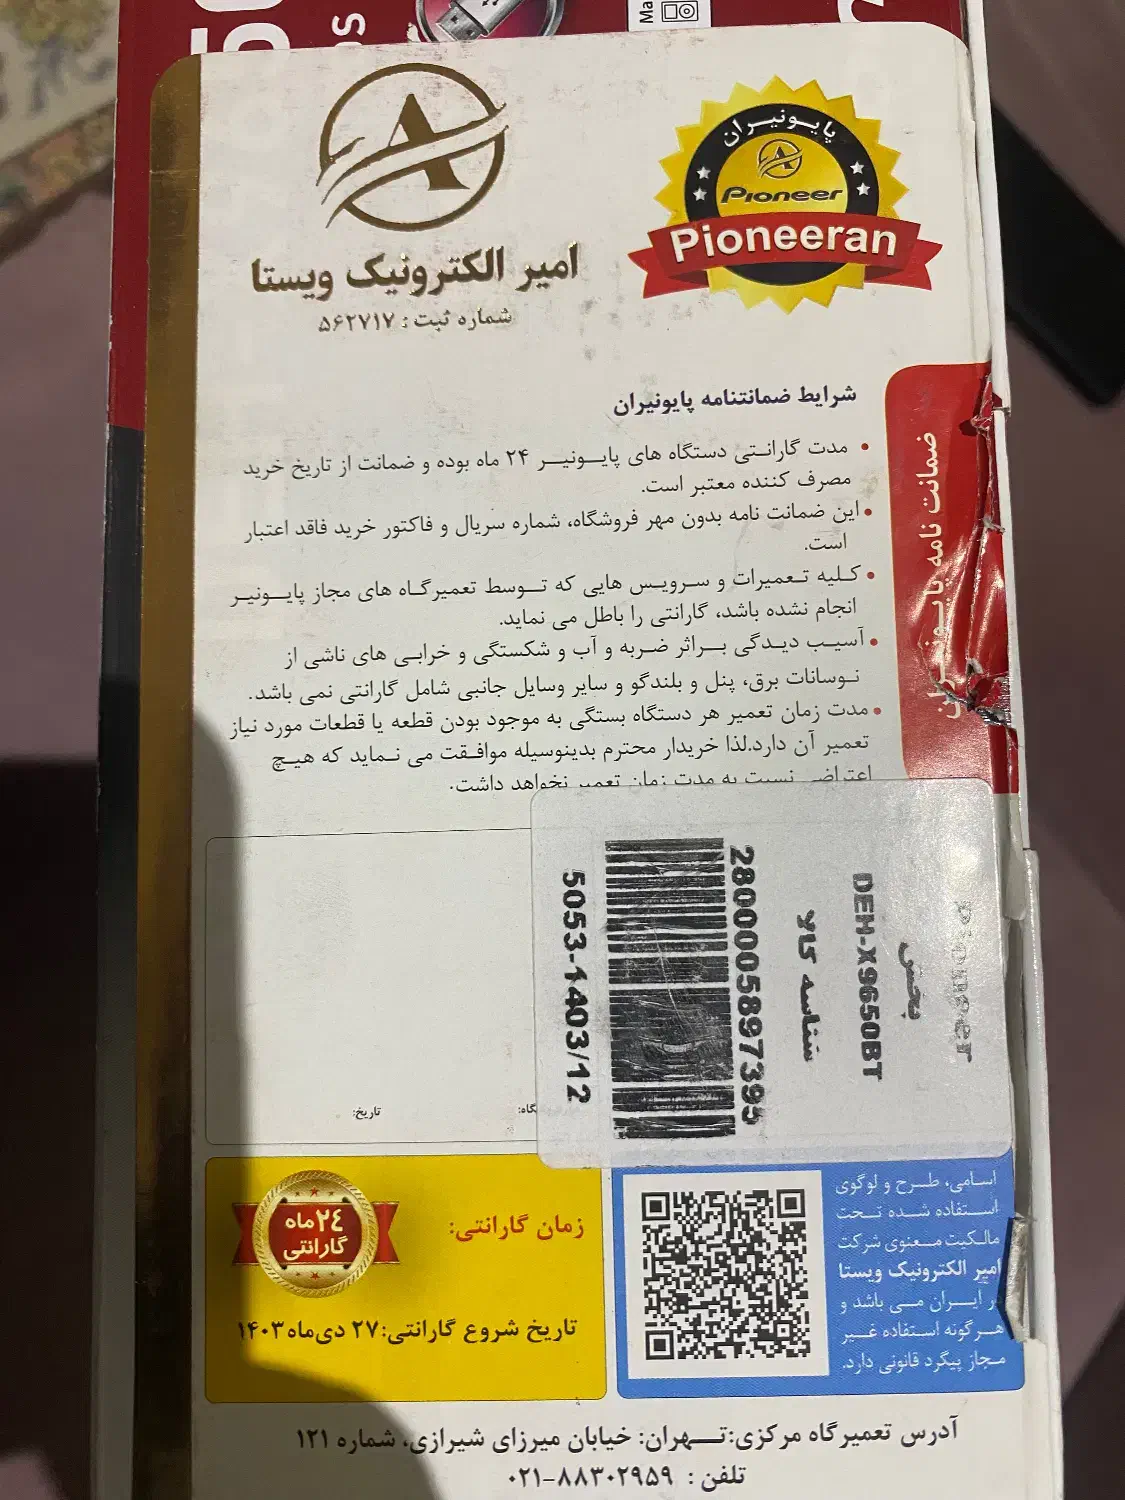 پایونیران
Pioneer
Pioneeran
امیر الکترونیک ویستا
شماره ثبت : ۵۶۲۷۱۷
شرایط ضمانتنامه پایونیران
ضمانت نامه پایونیران
• مدت گارانتی دستگاه های پایونیر ۲۴ ماه بوده و ضمانت از تاریخ خرید
مصرف کننده معتبر است.
• این ضمانت نامه بدون مهر فروشگاه، شماره سریال و فاکتور خرید فاقد اعتبار
است.
• کلیه تعمیرات و سرویس هایی که توسط تعمیرگاه های مجاز پایونیر
انجام نشده باشد، گارانتی را باطل می نماید.
• آسیب دیدگی براثر ضربه و آب و شکستگی و خرابی های ناشی از
نوسانات برق، پنل و بلندگو و سایر وسایل جانبی شامل گارانتی نمی باشد.
• مدت زمان تعمیر هر دستگاه بستگی به موجود بودن قطعه یا قطعات مورد نیاز
تعمیر آن دارد.لذا خریدار محترم بدینوسیله موافقت می نماید که هیچ
اعتراضی نسبت به مدت زمان تعمیر نخواهد داشت.
pioneer
پخش
DEH-X9650BT
شناسه کالا
2800005897395
5053-1403/12
تاریخ:
اسامی، طرح و لوگوی
استفاده شده تحت
مالکیت معنوی شرکت
امیر الکترونیک ویستا
در ایران می باشد و
هرگونه استفاده غیر
مجاز پیگرد قانونی دارد.
زمان گارانتی:
۲٤ماه
گارانتی
تاریخ شروع گارانتی:۲۷ دی‌ماه۱۴۰۳
آدرس تعمیرگاه مرکزی:تهران: خیابان میرزای شیرازی، شماره ۱۲۱
تلفن : ۸۸۳۰۲۹۵۹-۰۲۱